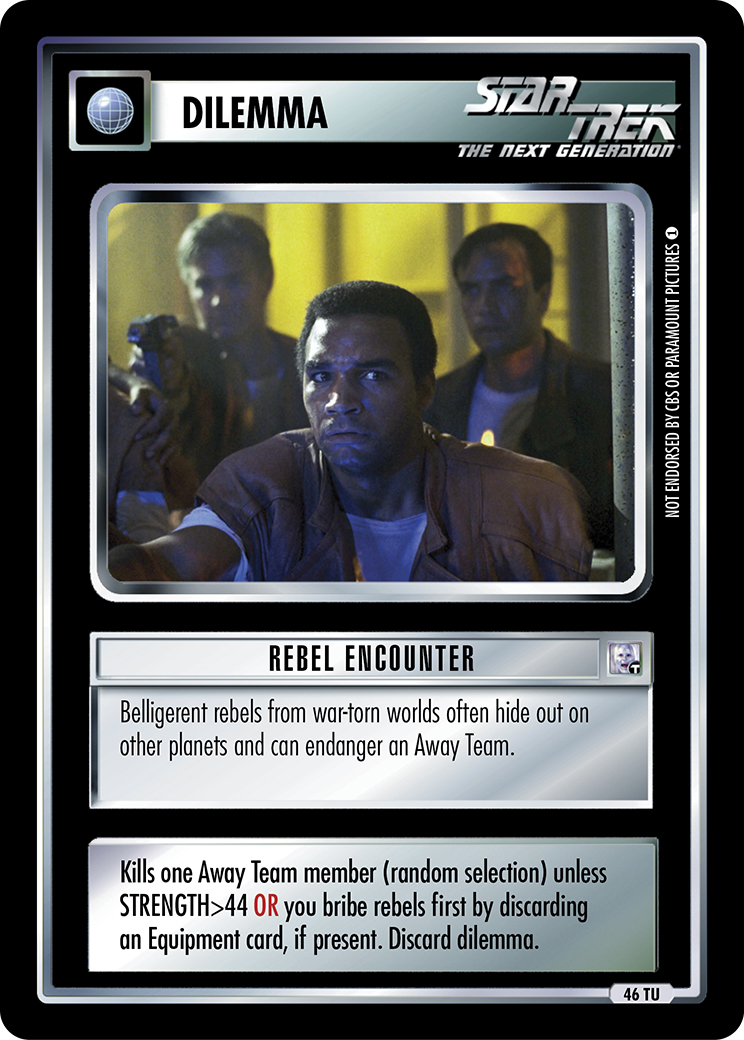 DILEMMA
STAR
TREK
THE NEXT GENERATION®
NOT ENDORSED BY CBS OR PARAMOUNT PICTURES 1
REBEL ENCOUNTER
T
Belligerent rebels from war-torn worlds often hide out on
other planets and can endanger an Away Team.
Kills one Away Team member (random selection) unless
STRENGTH>44 OR you bribe rebels first by discarding
an Equipment card, if present. Discard dilemma.
46 TU